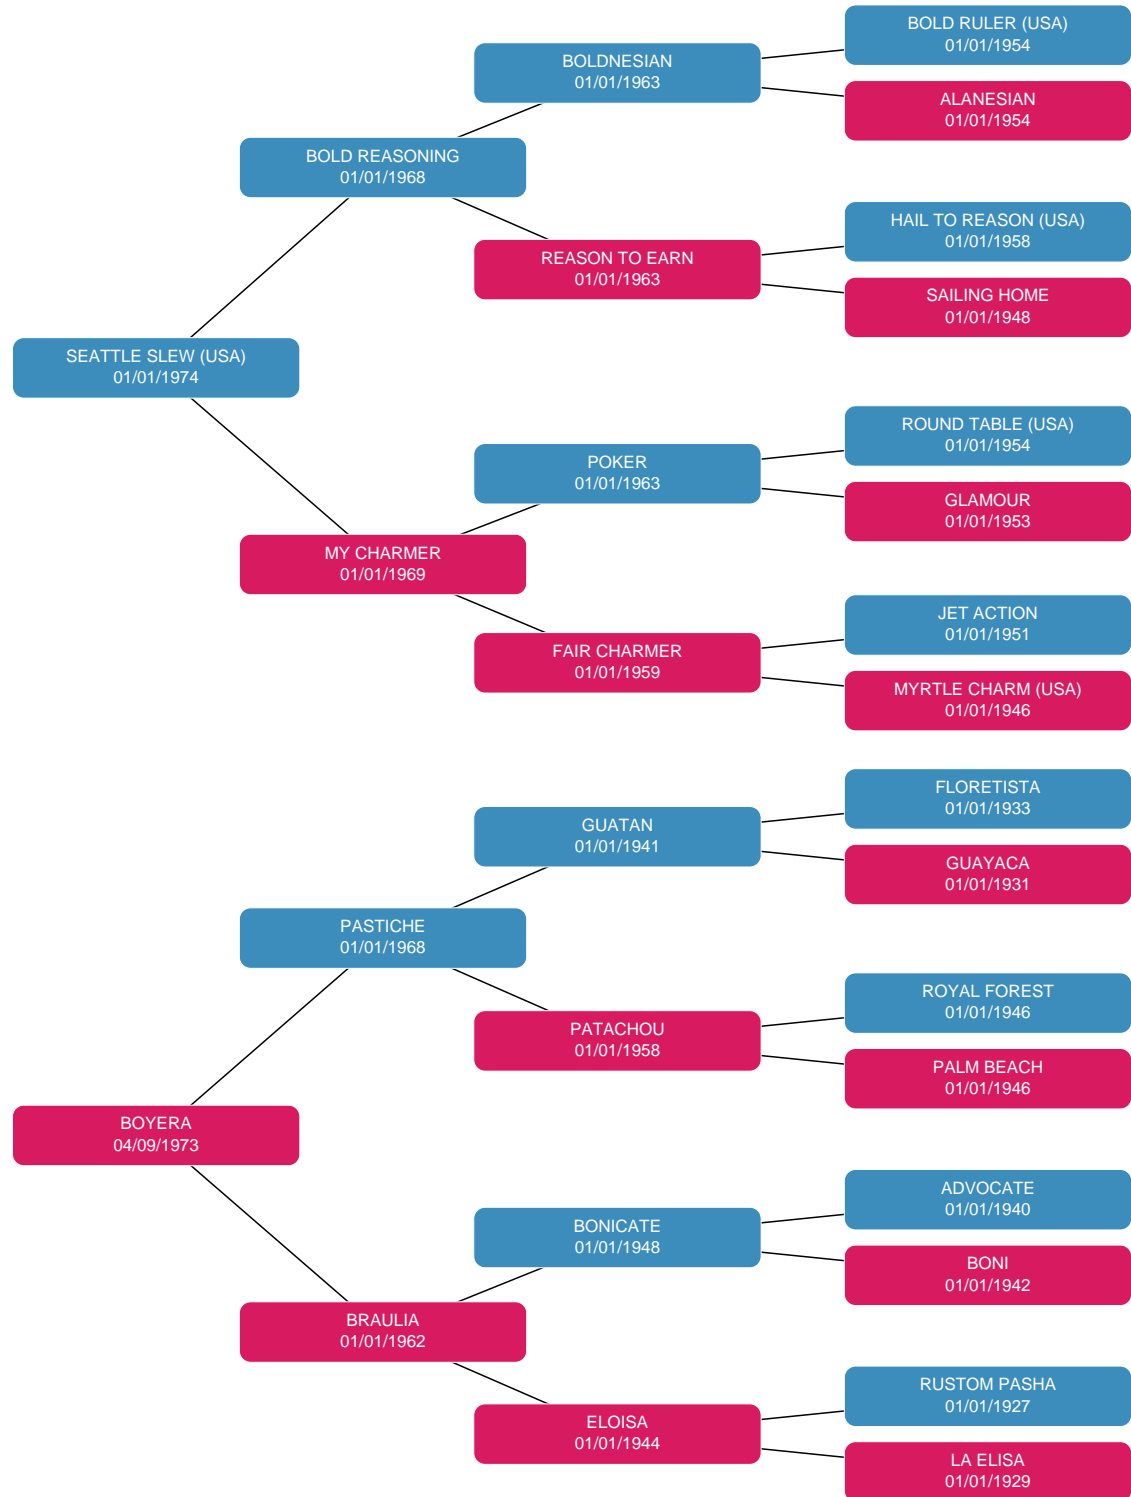 BOLD RULER (USA)
01/01/1954
BOLDNESIAN
01/01/1963
ALANESIAN
01/01/1954
BOLD REASONING
01/01/1968
HAIL TO REASON (USA)
01/01/1958
REASON TO EARN
01/01/1963
SAILING HOME
01/01/1948
SEATTLE SLEW (USA)
01/01/1974
ROUND TABLE (USA)
01/01/1954
POKER
01/01/1963
GLAMOUR
01/01/1953
MY CHARMER
01/01/1969
JET ACTION
01/01/1951
FAIR CHARMER
01/01/1959
MYRTLE CHARM (USA)
01/01/1946
FLORETISTA
01/01/1933
GUATAN
01/01/1941
GUAYACA
01/01/1931
PASTICHE
01/01/1968
ROYAL FOREST
01/01/1946
PATACHOU
01/01/1958
PALM BEACH
01/01/1946
BOYERA
04/09/1973
ADVOCATE
01/01/1940
BONICATE
01/01/1948
BONI
01/01/1942
BRAULIA
01/01/1962
RUSTOM PASHA
01/01/1927
ELOISA
01/01/1944
LA ELISA
01/01/1929